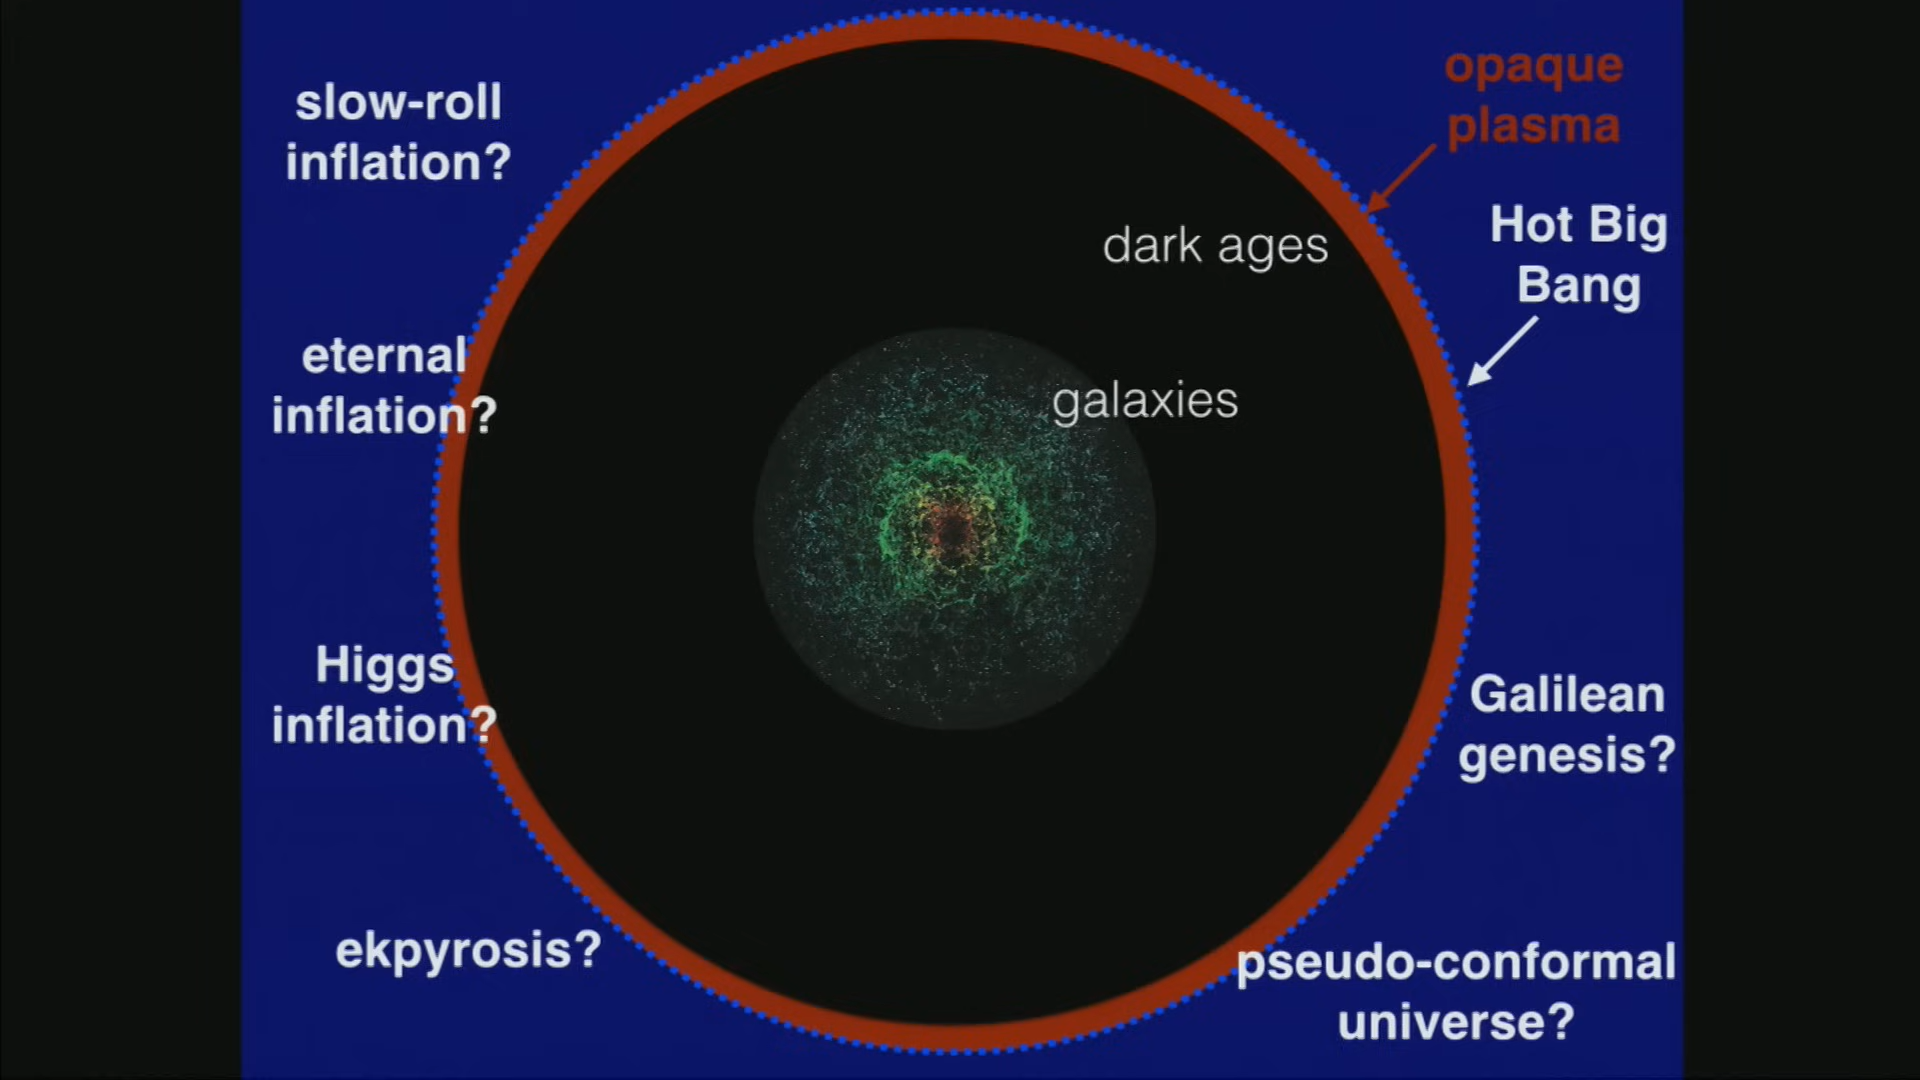 slow-roll
inflation?
eternal
inflation?
Higgs
inflation?
ekpyrosis?
dark ages
galaxies
opaque
plasma
Hot Big
Bang
Galilean
genesis?
pseudo-conformal
universe?